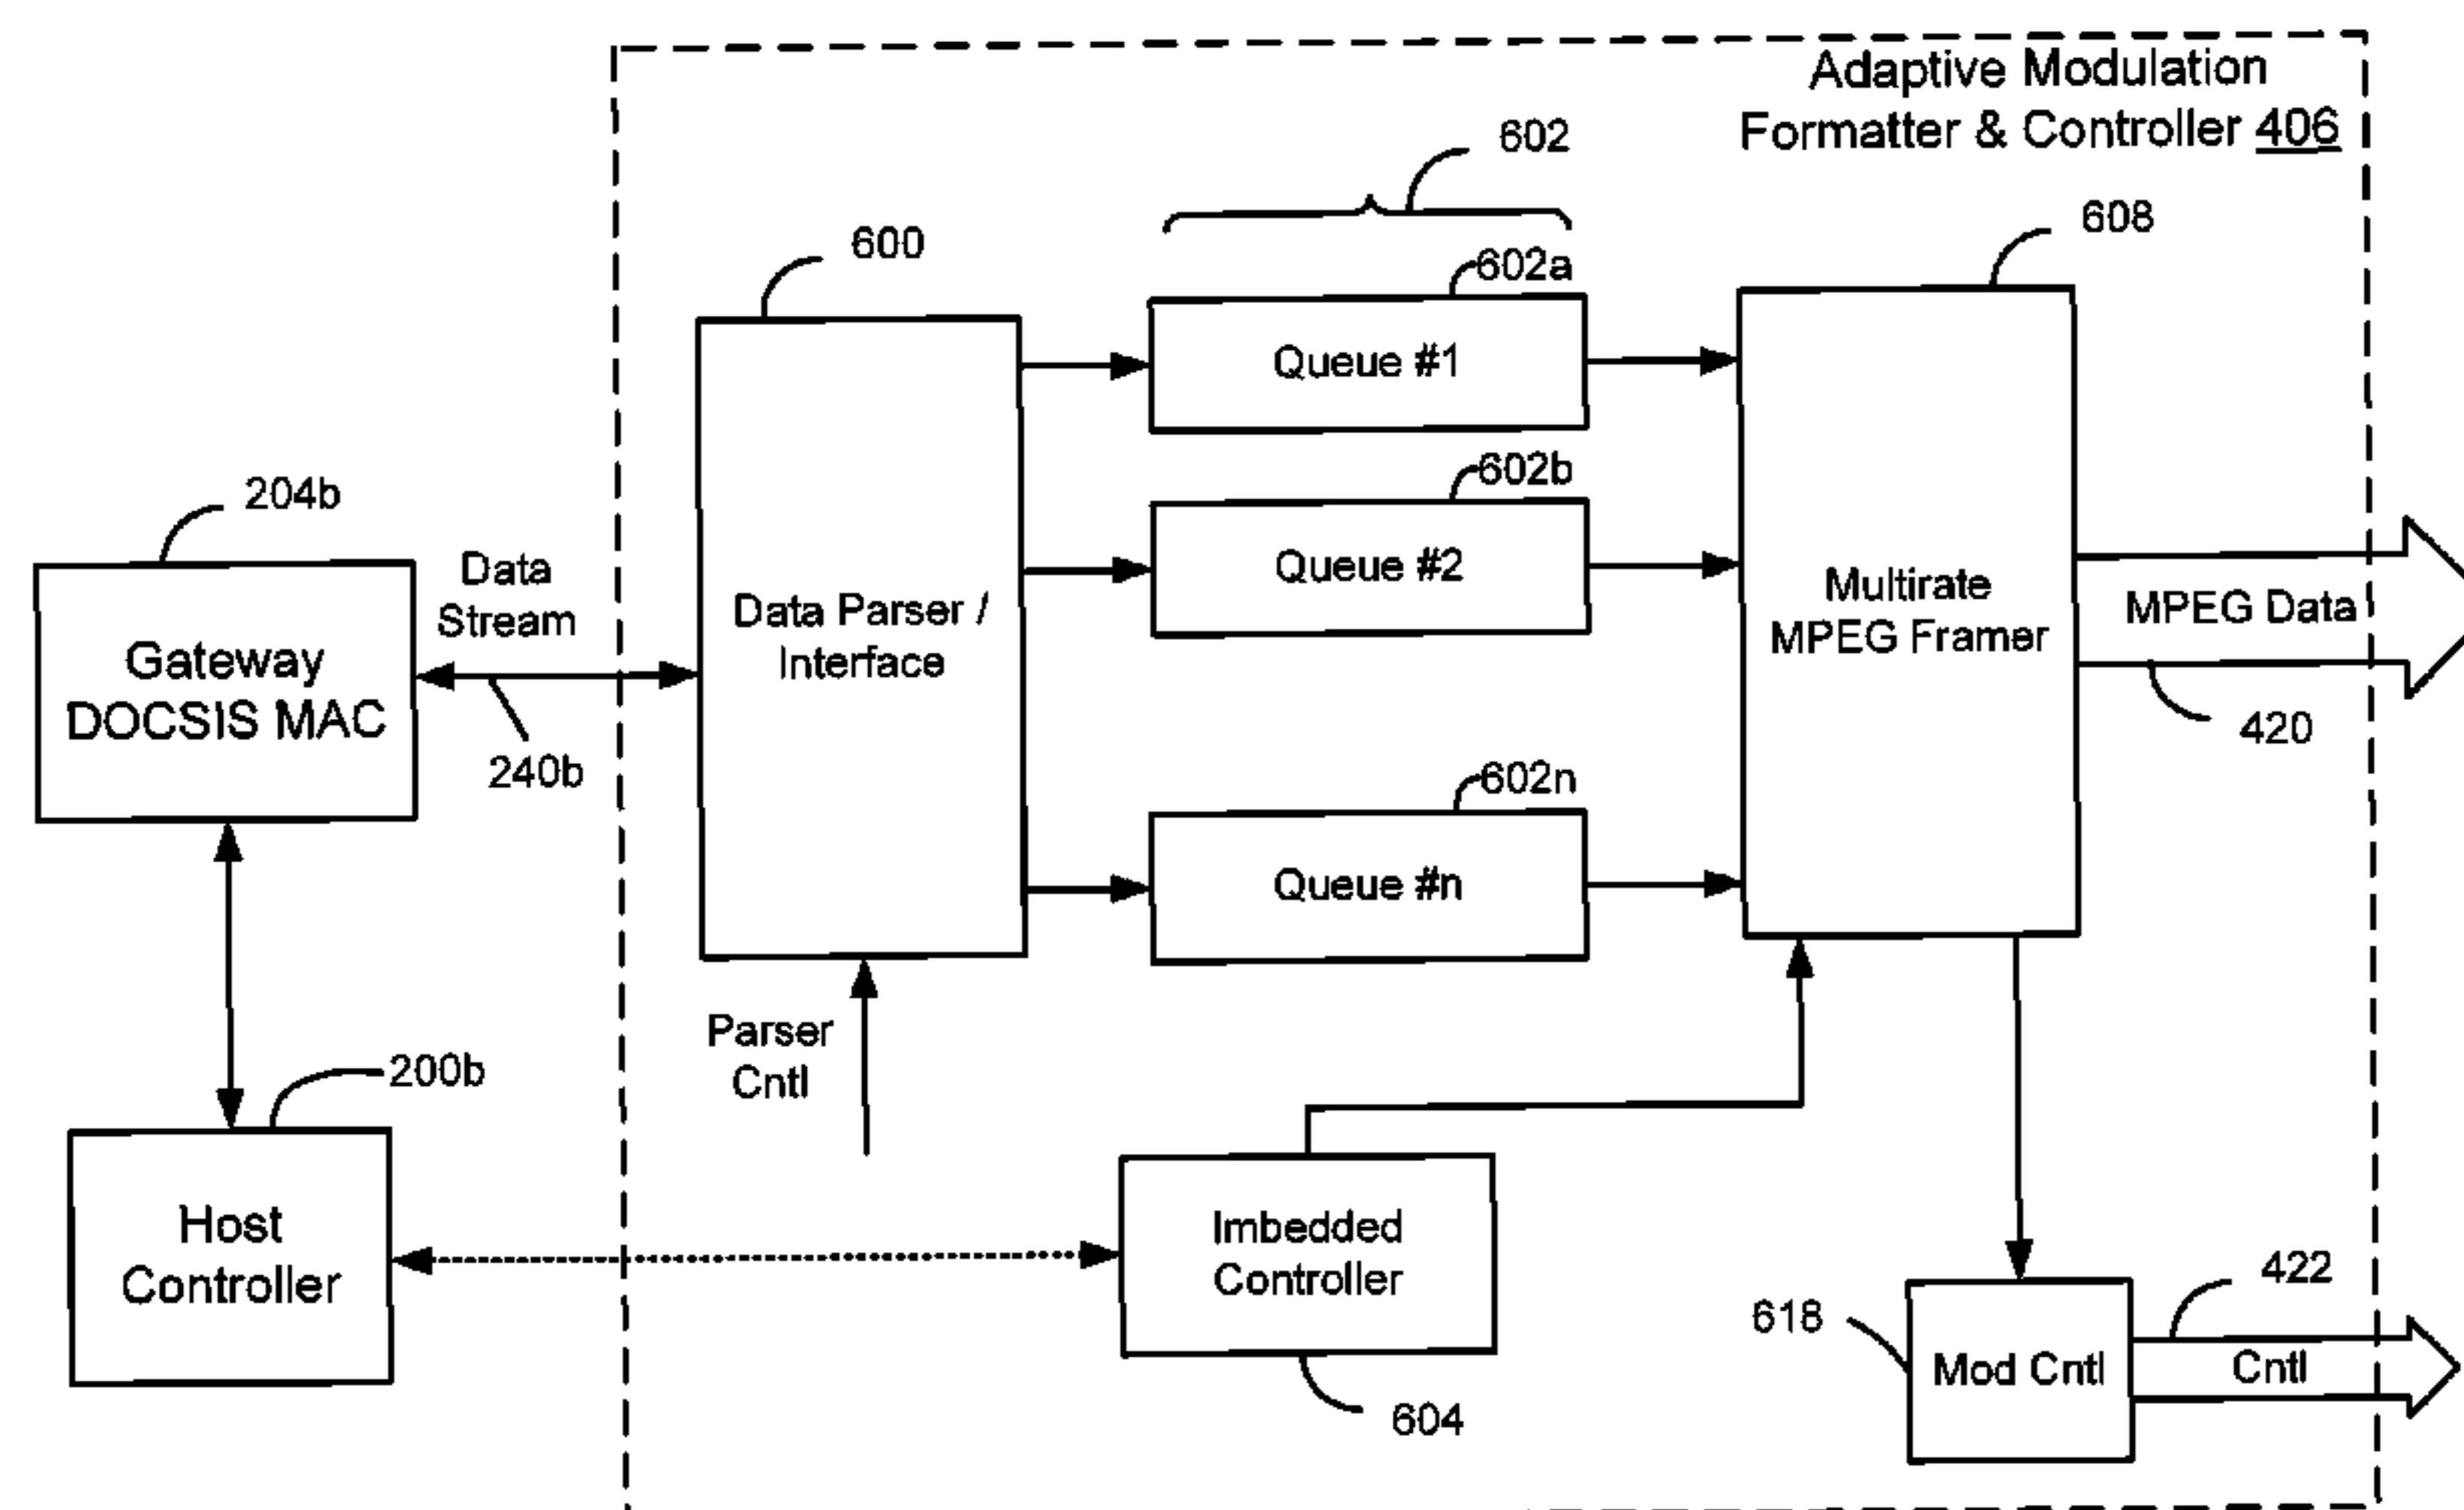 Adaptive Modulation
Formatter & Controller 406
602
608
600
602a
Queue #1
204b
602b
Data
Stream
Queue #2
Multirate
MPEG Framer
MPEG Data
Data Parser /
Interface
Gateway
DOCSIS MAC
240b
420
602n
Queue #n
Parser
Cntl
200b
Host
Controller
Imbedded
Controller
604
618
Mod Cntl
422
Cntl